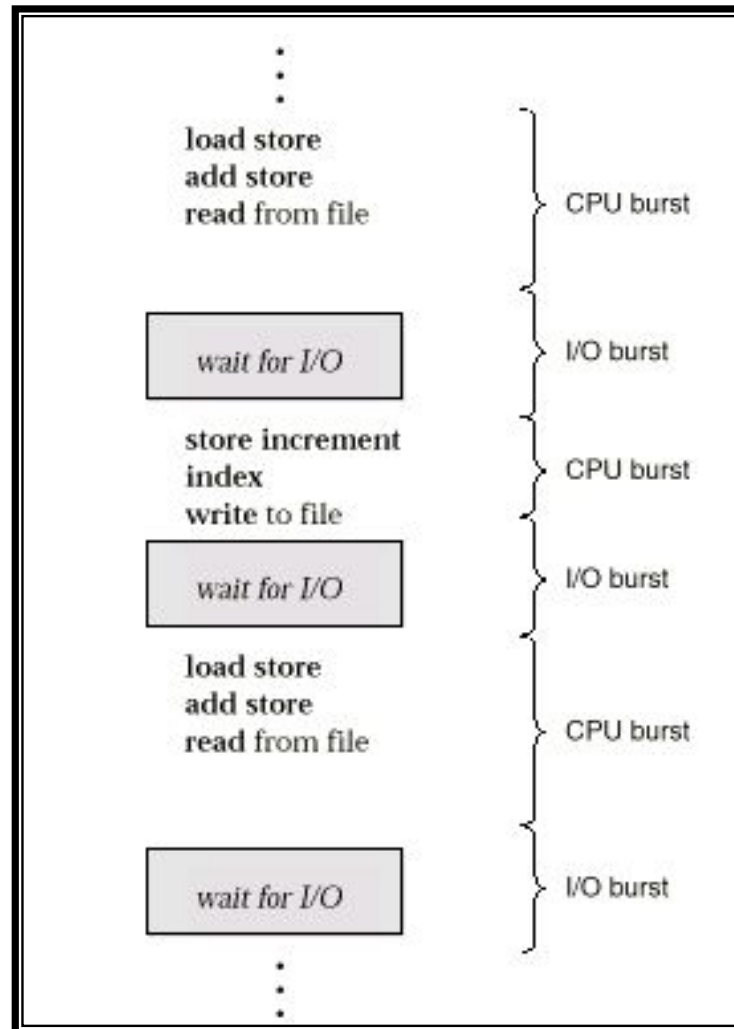 load store
add store
read from file
CPU burst
wait for I/O
I/O burst
store increment
index
write to file
CPU burst
wait for I/O
I/O burst
load store
add store
read from file
CPU burst
wait for I/O
I/O burst